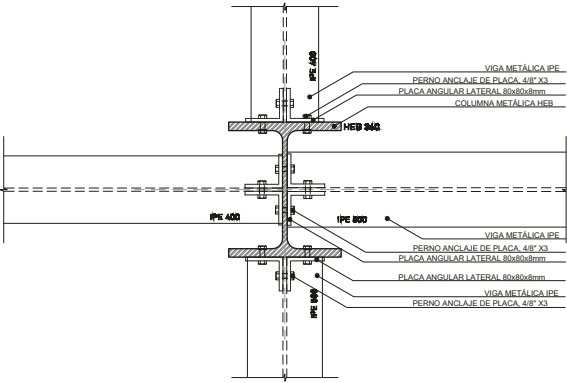 IPE 400
VIGA METÁLICA IPE
PERNO ANCLAJE DE PLACA, 4/8" X3
PLACA ANGULAR LATERAL 80x80x8mm
COLUMNA METÁLICA HEB
HEB 340
IPE 400
IPE 500
VIGA METÁLICA IPE
PERNO ANCLAJE DE PLACA, 4/8" X3
PLACA ANGULAR LATERAL 80x80x8mm
PLACA ANGULAR LATERAL 80x80x8mm
VIGA METÁLICA IPE
PERNO ANCLAJE DE PLACA, 4/8" X3
IPE